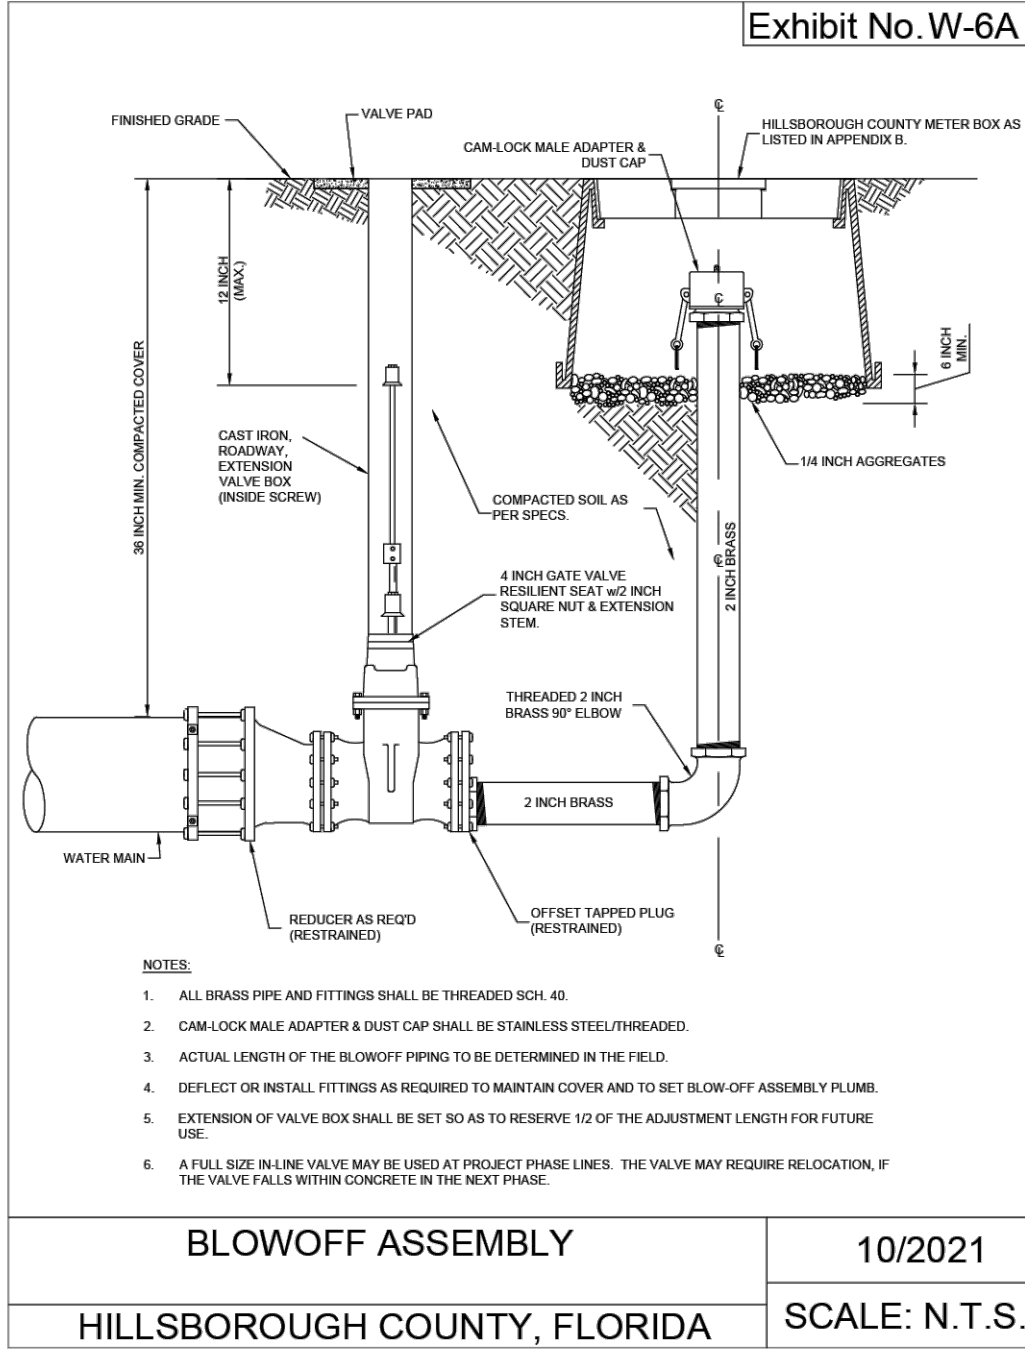 Exhibit No. W-6A
FINISHED GRADE
VALVE PAD
CAM-LOCK MALE ADAPTER &
DUST CAP
℄
HILLSBOROUGH COUNTY METER BOX AS
LISTED IN APPENDIX B.
12 INCH
(MAX.)
36 INCH MIN. COMPACTED COVER
℄
6 INCH
MIN.
CAST IRON,
ROADWAY,
EXTENSION
VALVE BOX
(INSIDE SCREW)
1/4 INCH AGGREGATES
COMPACTED SOIL AS
PER SPECS.
℄
2 INCH BRASS
4 INCH GATE VALVE
RESILIENT SEAT w/2 INCH
SQUARE NUT & EXTENSION
STEM.
THREADED 2 INCH
BRASS 90° ELBOW
2 INCH BRASS
WATER MAIN
REDUCER AS REQ'D
(RESTRAINED)
OFFSET TAPPED PLUG
(RESTRAINED)
℄
NOTES:
1. ALL BRASS PIPE AND FITTINGS SHALL BE THREADED SCH. 40.
2. CAM-LOCK MALE ADAPTER & DUST CAP SHALL BE STAINLESS STEEL/THREADED.
3. ACTUAL LENGTH OF THE BLOWOFF PIPING TO BE DETERMINED IN THE FIELD.
4. DEFLECT OR INSTALL FITTINGS AS REQUIRED TO MAINTAIN COVER AND TO SET BLOW-OFF ASSEMBLY PLUMB.
5. EXTENSION OF VALVE BOX SHALL BE SET SO AS TO RESERVE 1/2 OF THE ADJUSTMENT LENGTH FOR FUTURE
USE.
6. A FULL SIZE IN-LINE VALVE MAY BE USED AT PROJECT PHASE LINES. THE VALVE MAY REQUIRE RELOCATION, IF
THE VALVE FALLS WITHIN CONCRETE IN THE NEXT PHASE.
BLOWOFF ASSEMBLY
10/2021
HILLSBOROUGH COUNTY, FLORIDA
SCALE: N.T.S.